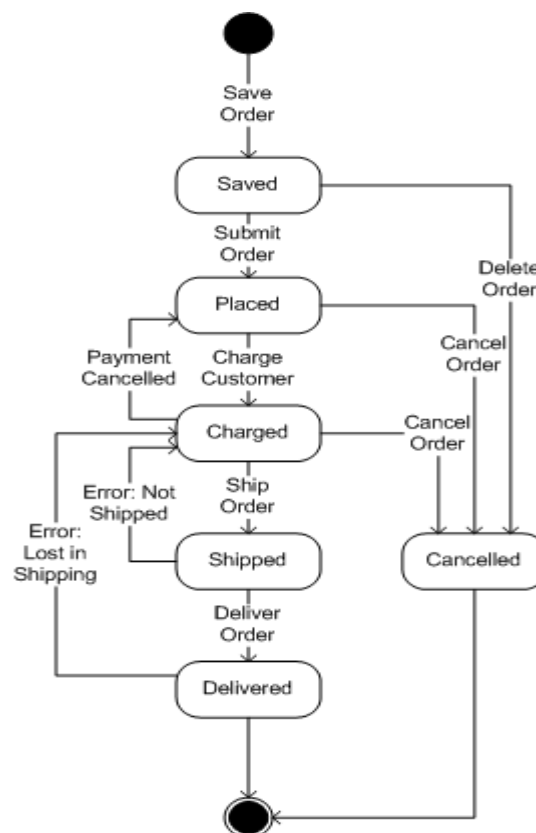 Save
Order
Saved
Submit
Order
Delete
Order
Placed
Payment
Cancelled
Charge
Customer
Cancel
Order
Charged
Cancel
Order
Error: Not
Shipped
Ship
Order
Error:
Lost in
Shipping
Shipped
Cancelled
Deliver
Order
Delivered